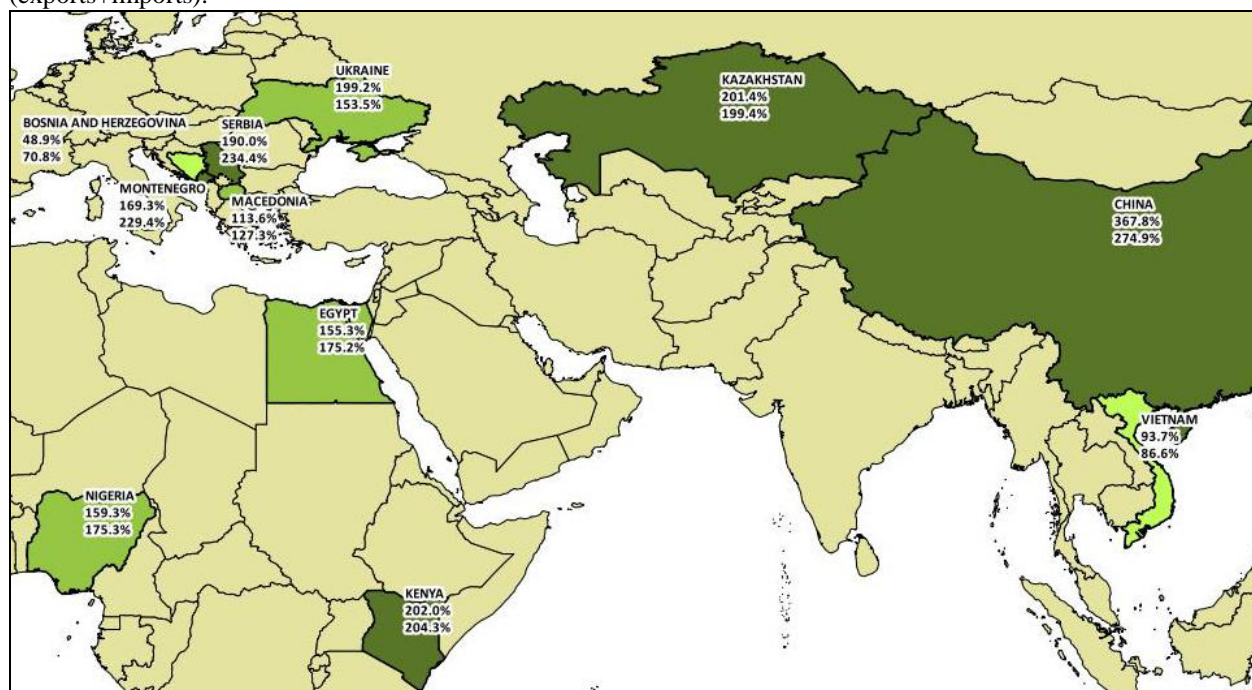 (exports+imports).
UKRAINE
199.2%
153.5%
KAZAKHSTAN
201.4%
199.4%
BOSNIA AND HERZEGOVINA
48.9%
70.8%
SERBIA
190.0%
234.4%
MONTENEGRO
169.3%
229.4%
MACEDONIA
113.6%
127.3%
CHINA
367.8%
274.9%
EGYPT
155.3%
175.2%
VIETNAM
93.7%
86.6%
NIGERIA
159.3%
175.3%
KENYA
202.0%
204.3%